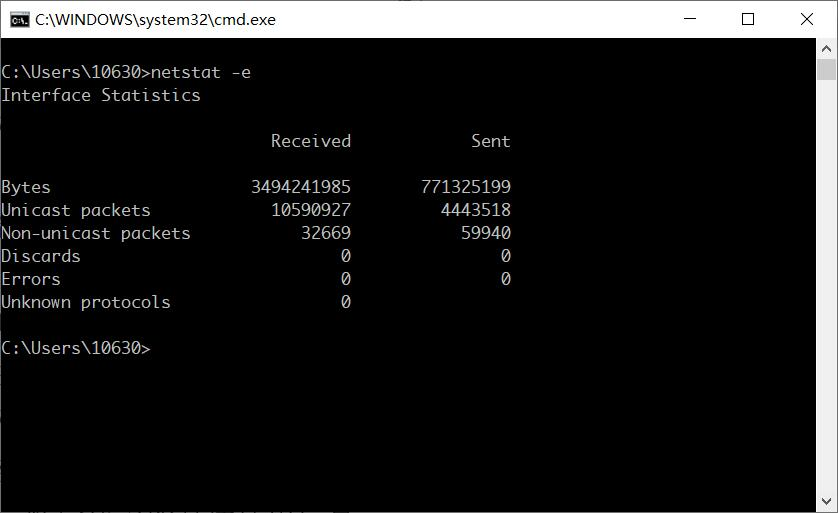 C:\WINDOWS\system32\cmd.exe
C:\Users\10630>netstat -e
Interface Statistics
Received Sent
Bytes 3494241985 771325199
Unicast packets 10590927 4443518
Non-unicast packets 32669 59940
Discards 0 0
Errors 0 0
Unknown protocols 0
C:\Users\10630>